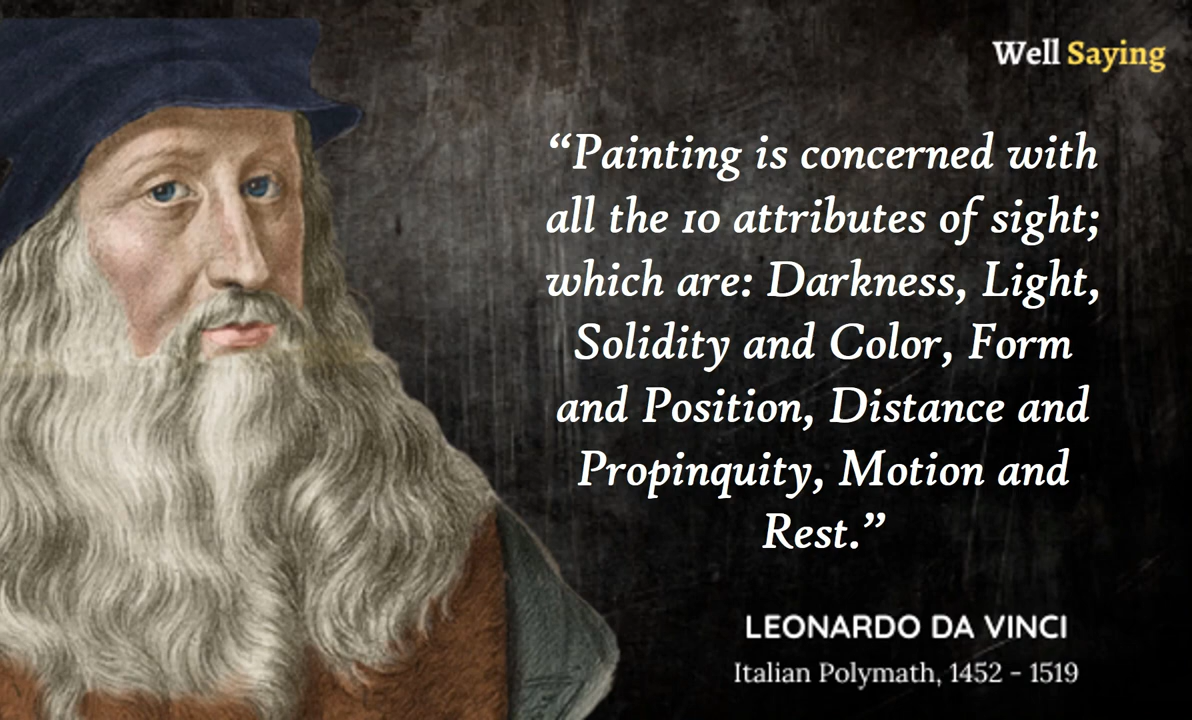 Well Saying
“Painting is concerned with
all the 10 attributes of sight;
which are: Darkness, Light,
Solidity and Color, Form
and Position, Distance and
Propinquity, Motion and
Rest.”
LEONARDO DA VINCI
Italian Polymath, 1452 - 1519